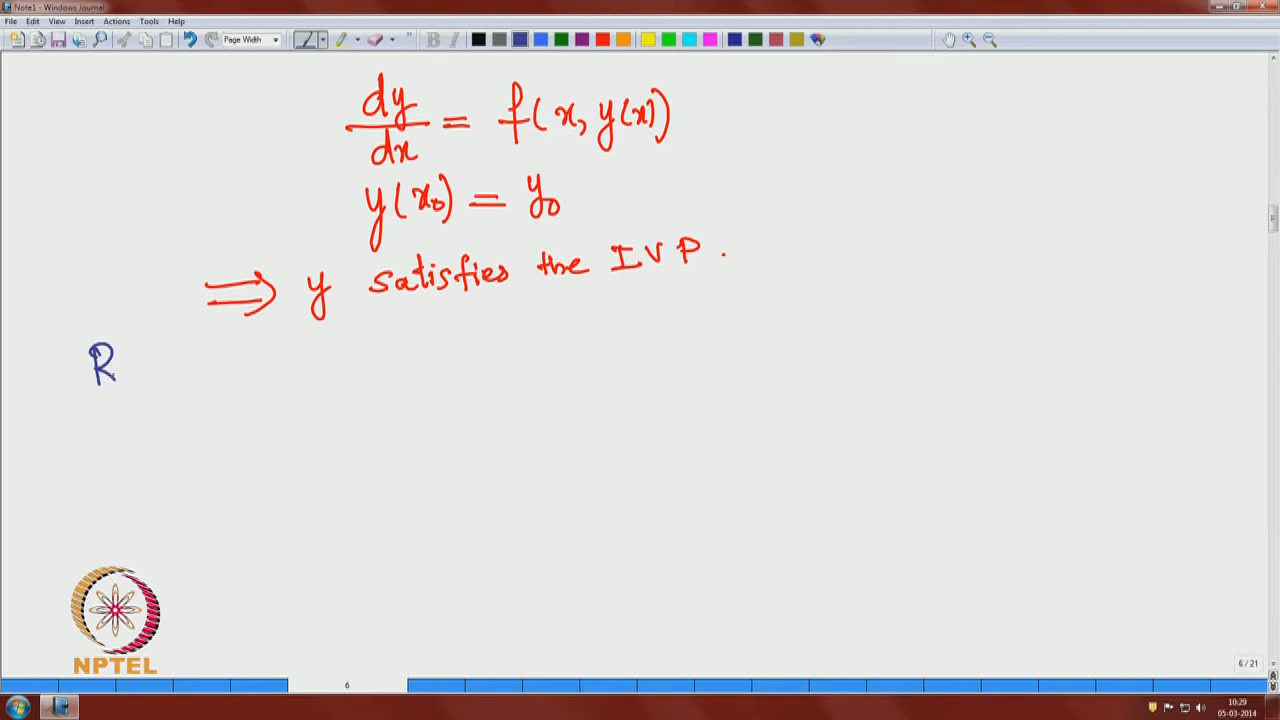 Note1 - Windows Journal
File Edit View Insert Actions Tools Help
Page Width
dy/dx = f(x, y(x))
y(x₀) = y₀
⇒ y satisfies the IVP.
R
NPTEL
6 / 21
6
10:29
05-03-2014